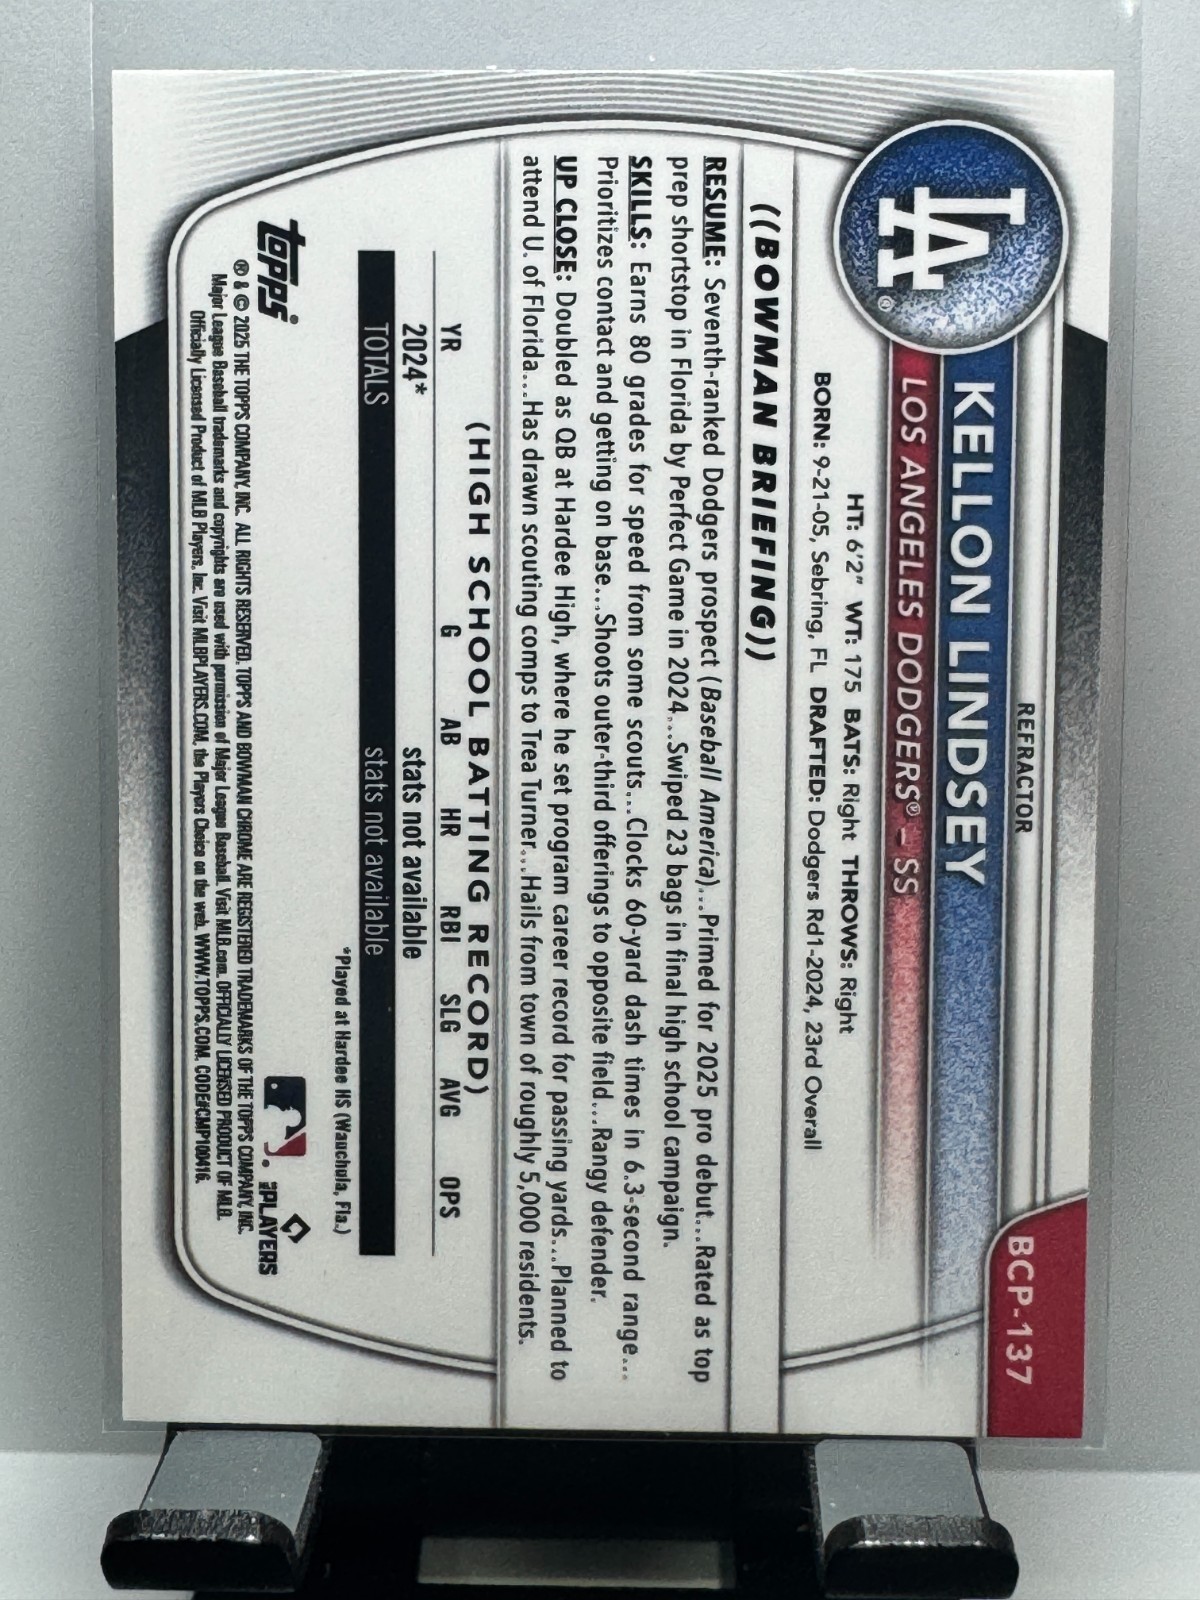 REFRACTOR
BCP-137
LA®
KELLON LINDSEY
LOS ANGELES DODGERS® – SS
HT: 6'2" WT: 175 BATS: Right THROWS: Right
BORN: 9-21-05, Sebring, FL DRAFTED: Dodgers Rd1-2024, 23rd Overall
((BOWMAN BRIEFING))
RESUME: Seventh-ranked Dodgers prospect (Baseball America)...Primed for 2025 pro debut...Rated as top
prep shortstop in Florida by Perfect Game in 2024...Swiped 23 bags in final high school campaign.
SKILLS: Earns 80 grades for speed from some scouts...Clocks 60-yard dash times in 6.3-second range...
Prioritizes contact and getting on base...Shoots outer-third offerings to opposite field...Rangy defender.
UP CLOSE: Doubled as QB at Hardee High, where he set program career record for passing yards...Planned to
attend U. of Florida...Has drawn scouting comps to Trea Turner...Hails from town of roughly 5,000 residents.
(HIGH SCHOOL BATTING RECORD)
YR G AB HR RBI SLG AVG OPS
2024* stats not available
TOTALS stats not available
*Played at Hardee HS (Wauchula, Fla.)
topps®
PLAYERS
® & © 2025 THE TOPPS COMPANY, INC. ALL RIGHTS RESERVED. TOPPS AND BOWMAN CHROME ARE REGISTERED TRADEMARKS OF THE TOPPS COMPANY, INC.
Major League Baseball trademarks and copyrights are used with permission of Major League Baseball. Visit MLB.com. OFFICIALLY LICENSED PRODUCT OF MLB
Officially Licensed Product of MLB Players, Inc. Visit MLBPLAYERS.COM, the Players Choice on the web. WWW.TOPPS.COM. CODE#CMP100416.